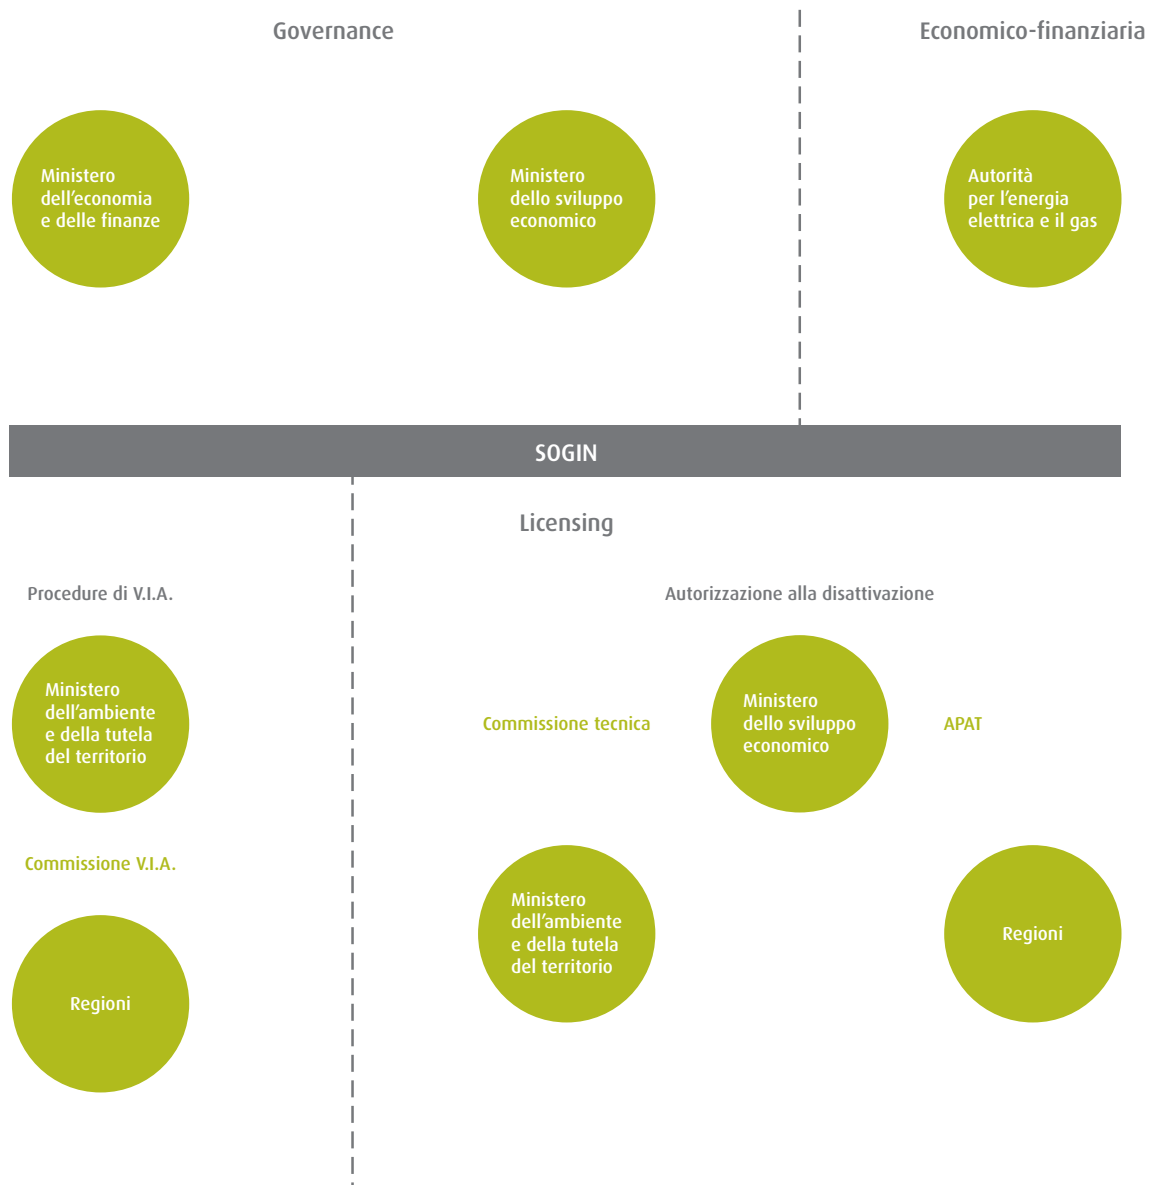 Governance
Economico-finanziaria
Ministero
dell'economia
e delle finanze
Ministero
dello sviluppo
economico
Autorità
per l'energia
elettrica e il gas
SOGIN
Licensing
Procedure di V.I.A.
Autorizzazione alla disattivazione
Ministero
dell'ambiente
e della tutela
del territorio
Commissione tecnica
Ministero
dello sviluppo
economico
APAT
Commissione V.I.A.
Ministero
dell'ambiente
e della tutela
del territorio
Regioni
Regioni